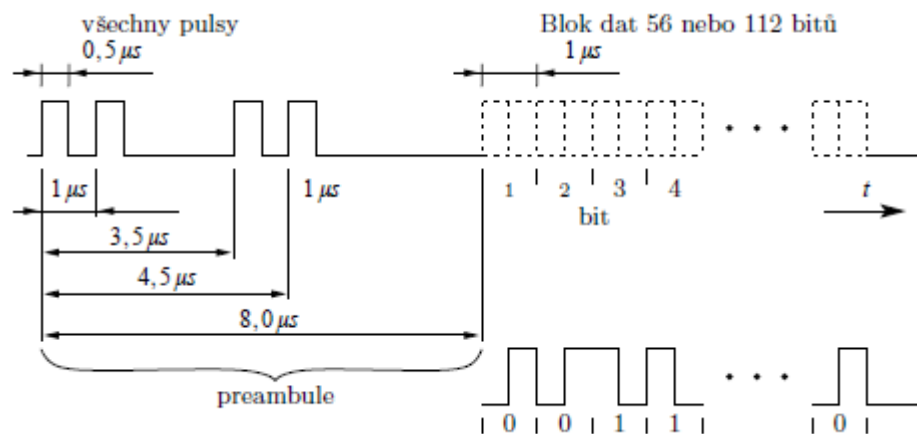 všechny pulsy
Blok dat 56 nebo 112 bitů
0,5 μs
1 μs
1 μs
1 μs
1 2 3 4
t
bit
3,5 μs
4,5 μs
8,0 μs
preambule
0 0 1 1 0